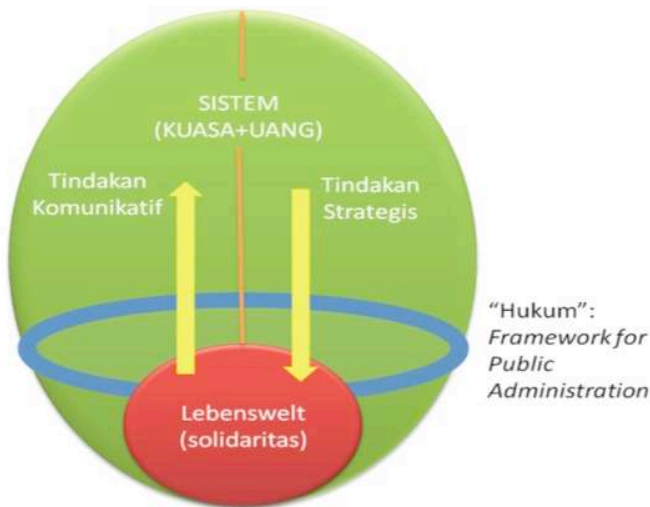 SISTEM
(KUASA+UANG)
Tindakan
Komunikatif
Tindakan
Strategis
"Hukum":
Framework for
Public
Administration
Lebenswelt
(solidaritas)